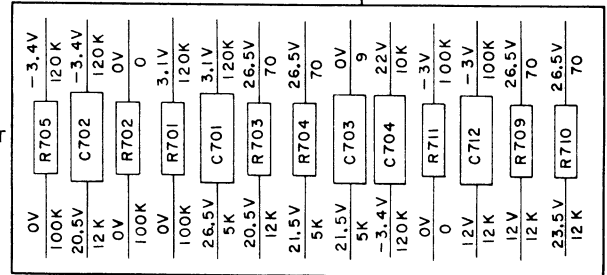 0V -3.4V
R705
100K 120K
20.5V -3.4V
C702
12K 120K
0V 0V
R702
100K 0
0V 3.1V
R701
100K 120K
26.5V 3.1V
C701
5K 120K
20.5V 26.5V
R703
12K 70
21.5V 26.5V
R704
5K 70
21.5V 0V
C703
5K 9
-3.4V 22V
C704
120K 10K
0V -3V
R711
0 100K
12V -3V
C712
12K 100K
12V 26.5V
R709
12K 70
23.5V 26.5V
R710
12K 70